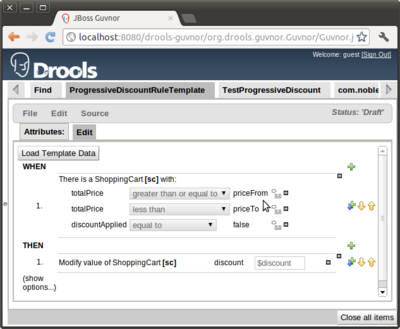 JBoss Guvnor
localhost:8080/drools-guvnor/org.drools.guvnor.Guvnor/Guvnor.
Welcome: guest [Sign Out]
Drools
Find ProgressiveDiscountRuleTemplate TestProgressiveDiscount com.noble
File Edit Source Status: 'Draft'
Attributes: Edit
Load Template Data
WHEN
There is a ShoppingCart [sc] with:
totalPrice greater than or equal to priceFrom
1. totalPrice less than priceTo
discountApplied equal to false
THEN
1. Modify value of ShoppingCart [sc] discount $discount
(show
options...)
Close all items